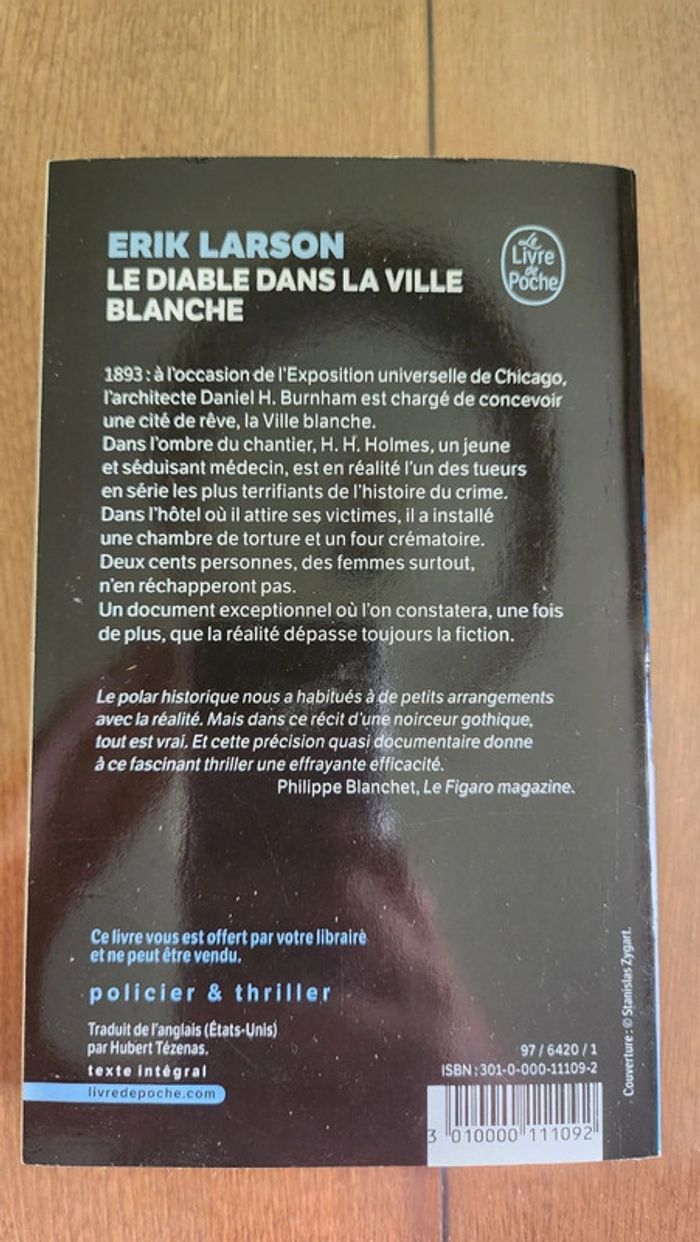 ERIK LARSON
LE DIABLE DANS LA VILLE
BLANCHE
Le
Livre
de
Poche
1893 : à l'occasion de l'Exposition universelle de Chicago,
l'architecte Daniel H. Burnham est chargé de concevoir
une cité de rêve, la Ville blanche.
Dans l'ombre du chantier, H. H. Holmes, un jeune
et séduisant médecin, est en réalité l'un des tueurs
en série les plus terrifiants de l'histoire du crime.
Dans l'hôtel où il attire ses victimes, il a installé
une chambre de torture et un four crématoire.
Deux cents personnes, des femmes surtout,
n'en réchapperont pas.
Un document exceptionnel où l'on constatera, une fois
de plus, que la réalité dépasse toujours la fiction.
Le polar historique nous a habitués à de petits arrangements
avec la réalité. Mais dans ce récit d'une noirceur gothique,
tout est vrai. Et cette précision quasi documentaire donne
à ce fascinant thriller une effrayante efficacité.
Philippe Blanchet, Le Figaro magazine.
Ce livre vous est offert par votre libraire
et ne peut être vendu.
policier & thriller
Traduit de l'anglais (États-Unis)
par Hubert Tézenas.
texte intégral
livredepoche.com
97 / 6420 / 1
ISBN : 301-0-000-11109-2
3 010000 111092
Couverture : © Stanislas Zygart.